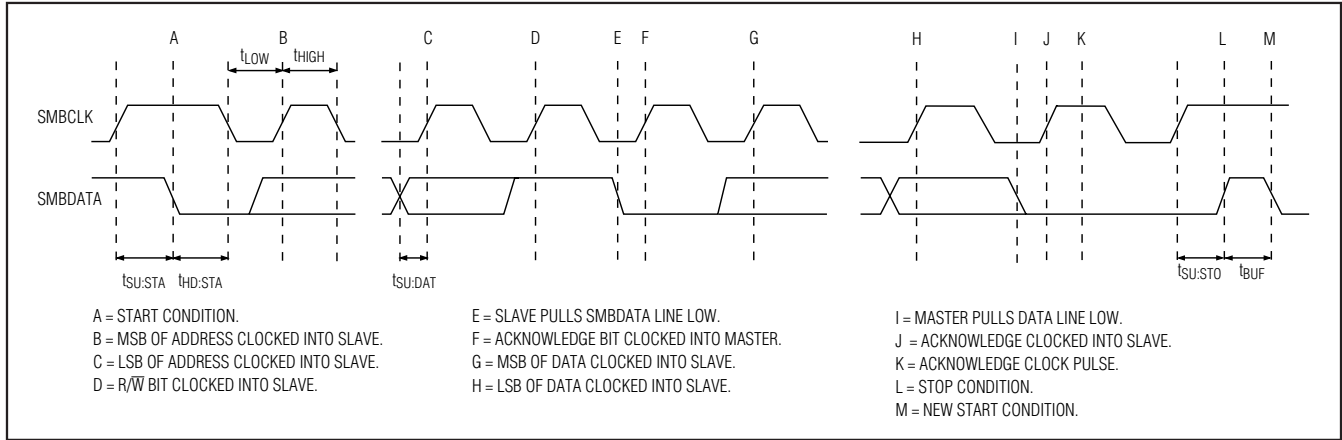 A B C D E F G H I J K L M
tLOW tHIGH
SMBCLK
SMBDATA
tSU:STA tHD:STA tSU:DAT tSU:STO tBUF
A = START CONDITION.
B = MSB OF ADDRESS CLOCKED INTO SLAVE.
C = LSB OF ADDRESS CLOCKED INTO SLAVE.
D = R/W̅ BIT CLOCKED INTO SLAVE.
E = SLAVE PULLS SMBDATA LINE LOW.
F = ACKNOWLEDGE BIT CLOCKED INTO MASTER.
G = MSB OF DATA CLOCKED INTO SLAVE.
H = LSB OF DATA CLOCKED INTO SLAVE.
I = MASTER PULLS DATA LINE LOW.
J = ACKNOWLEDGE CLOCKED INTO SLAVE.
K = ACKNOWLEDGE CLOCK PULSE.
L = STOP CONDITION.
M = NEW START CONDITION.